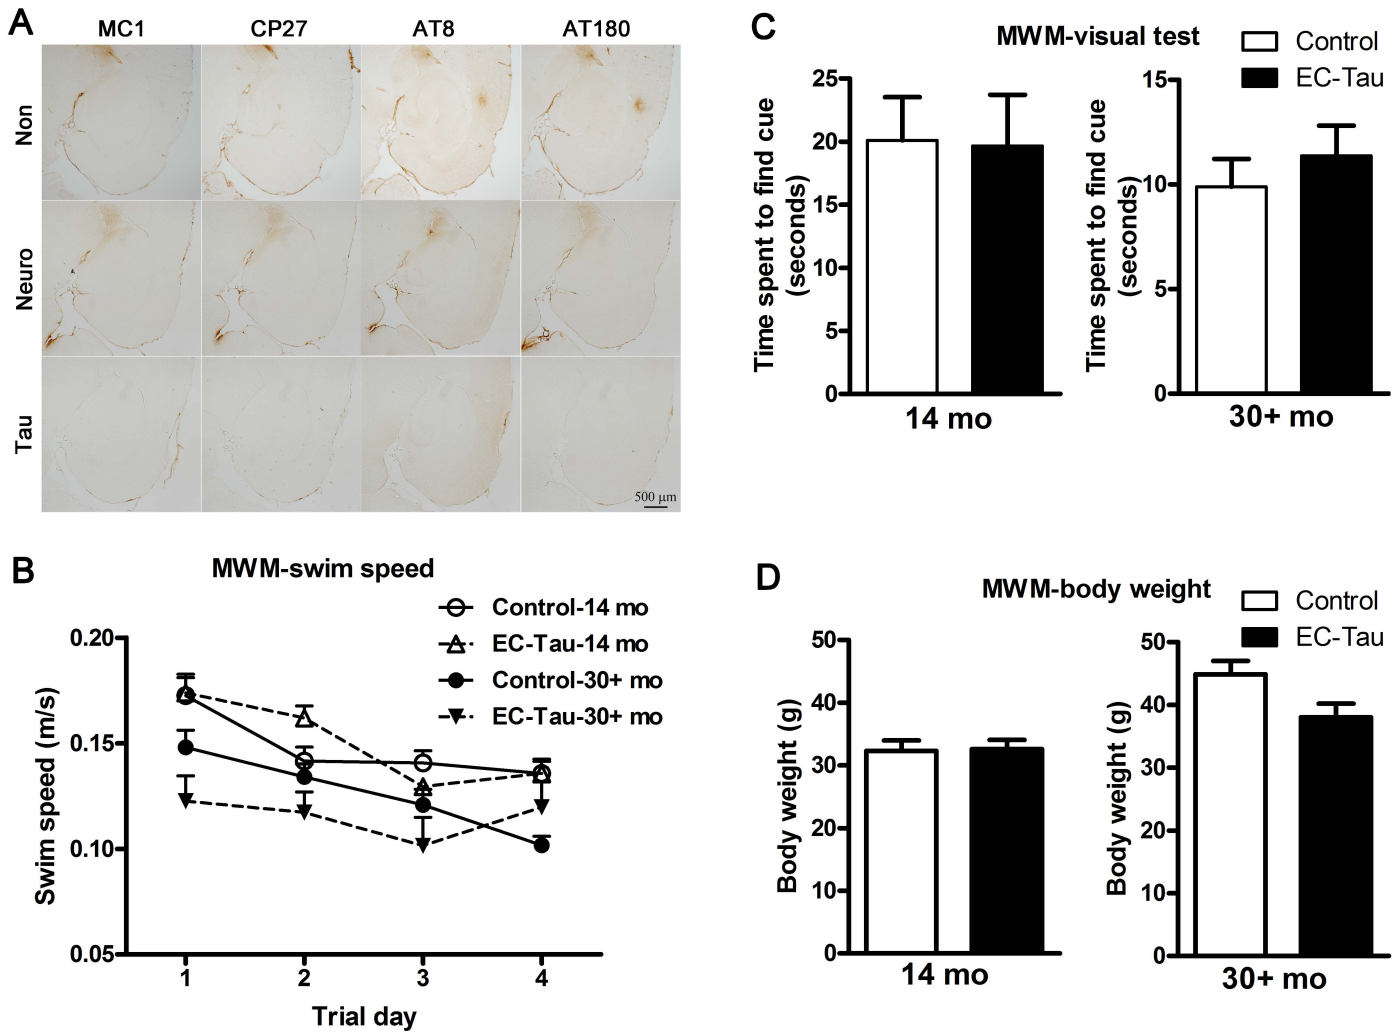 A
MC1 CP27 AT8 AT180
Non
Neuro
Tau
500 μm
B
MWM-swim speed
Control-14 mo
EC-Tau-14 mo
Control-30+ mo
EC-Tau-30+ mo
Swim speed (m/s)
0.20
0.15
0.10
0.05
1 2 3 4
Trial day
C
MWM-visual test
Control
EC-Tau
Time spent to find cue
(seconds)
25
20
15
10
5
0
14 mo
Time spent to find cue
(seconds)
15
10
5
0
30+ mo
D
MWM-body weight
Control
EC-Tau
Body weight (g)
50
40
30
20
10
0
14 mo
Body weight (g)
50
40
30
20
10
0
30+ mo